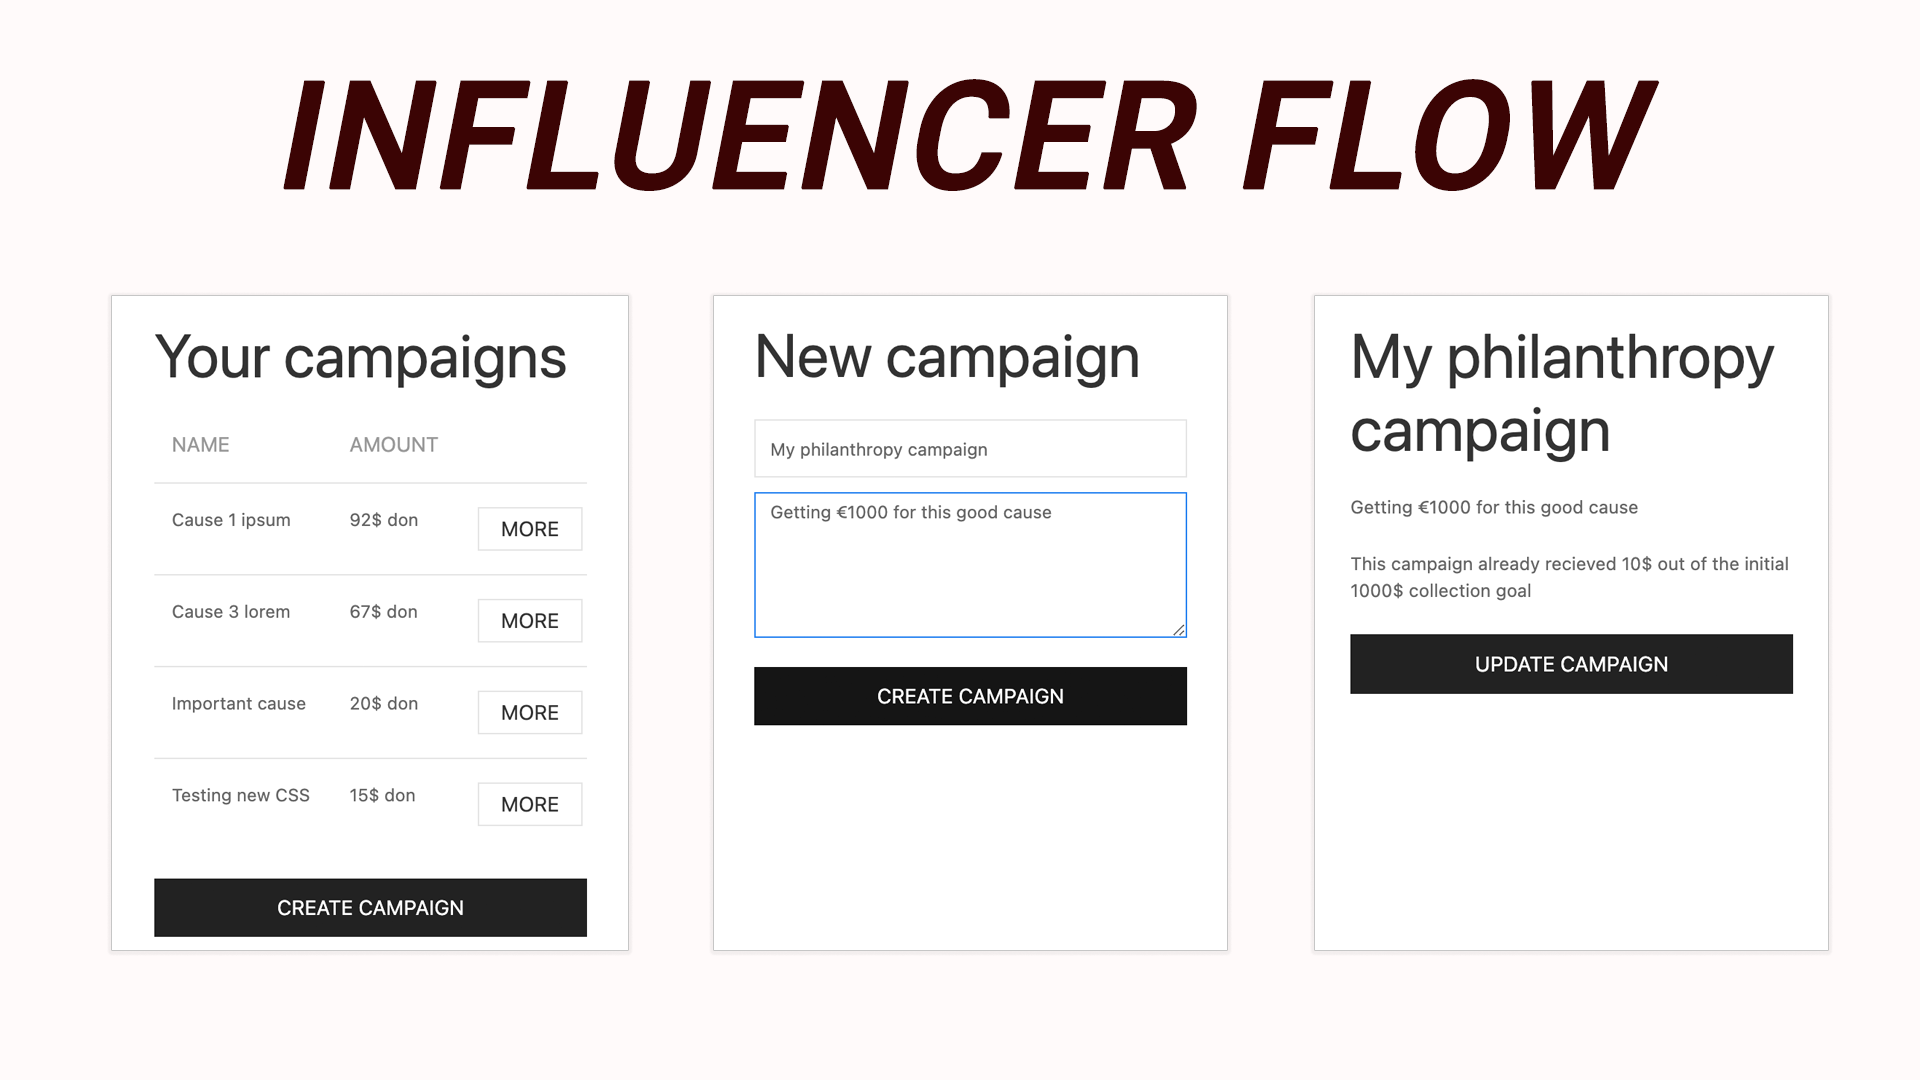 INFLUENCER FLOW
Your campaigns
NAME AMOUNT
Cause 1 ipsum 92$ don MORE
Cause 3 lorem 67$ don MORE
Important cause 20$ don MORE
Testing new CSS 15$ don MORE
CREATE CAMPAIGN
New campaign
My philanthropy campaign
Getting €1000 for this good cause
CREATE CAMPAIGN
My philanthropy
campaign
Getting €1000 for this good cause
This campaign already recieved 10$ out of the initial
1000$ collection goal
UPDATE CAMPAIGN